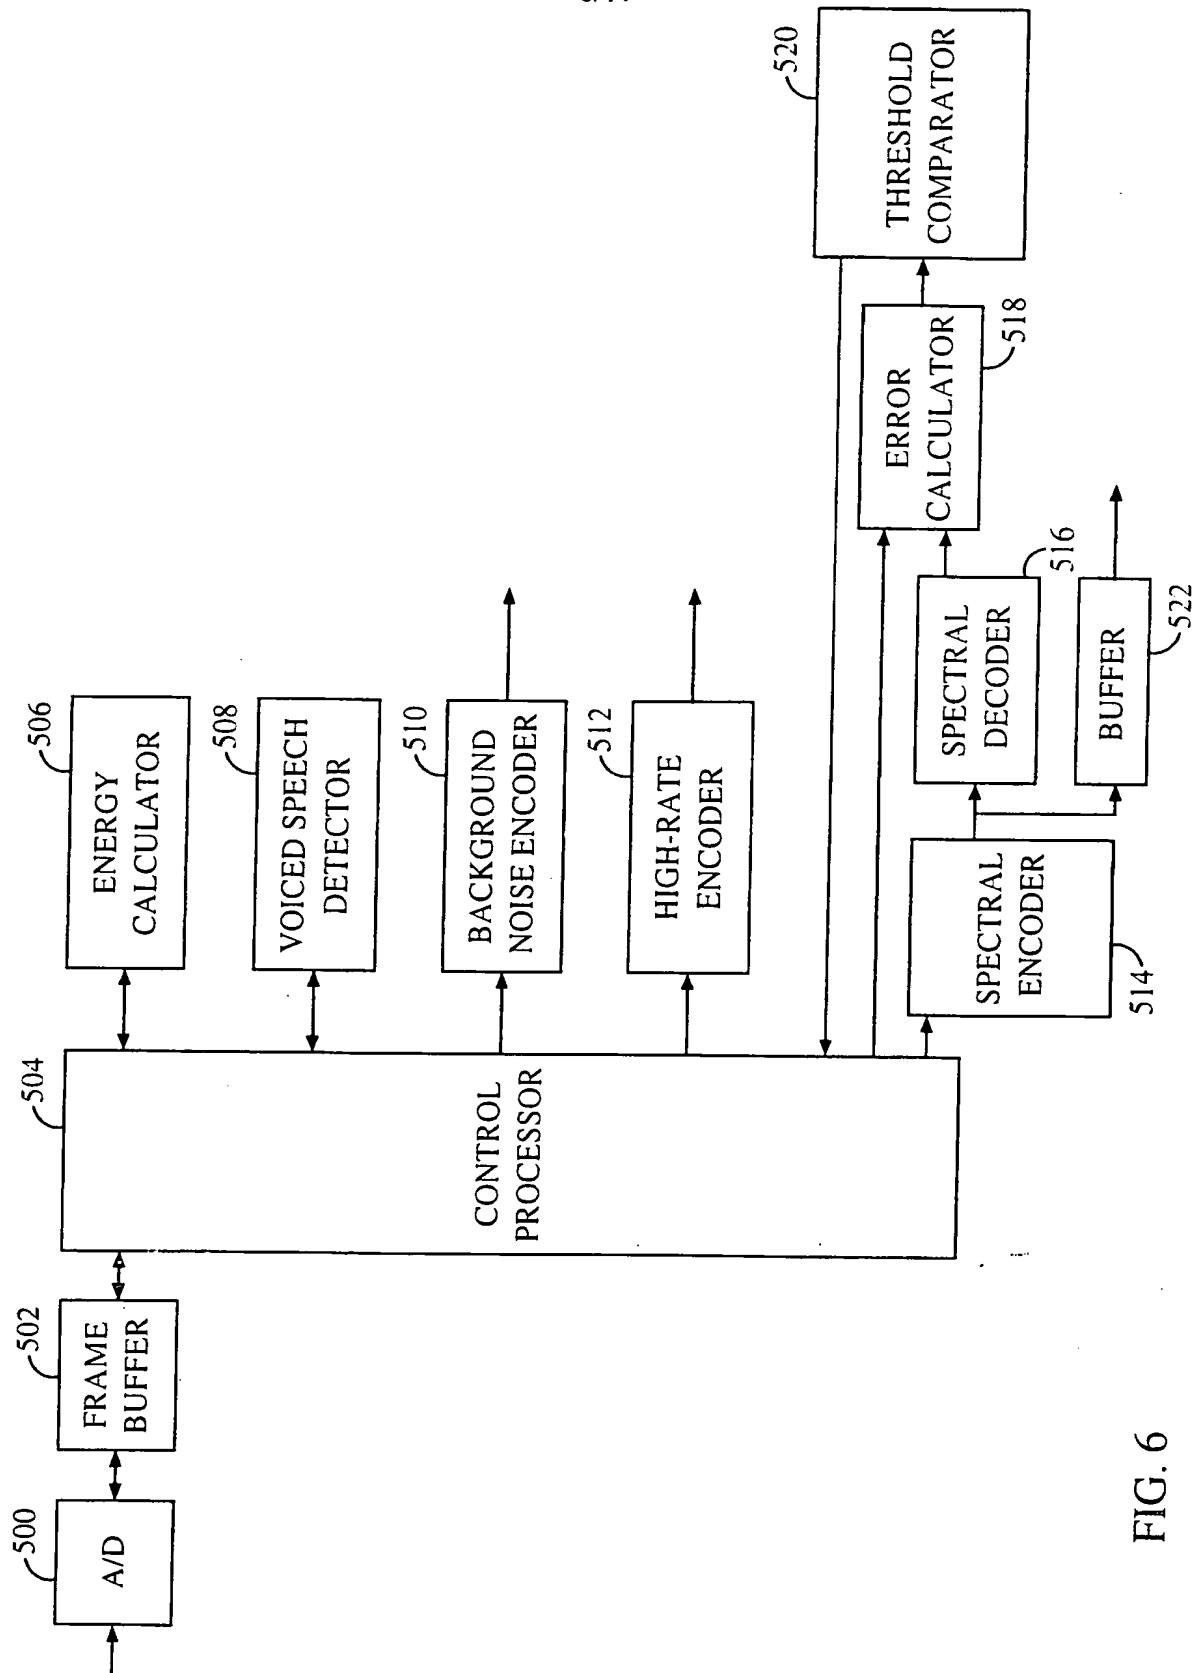 500
A/D
502
FRAME
BUFFER
504
CONTROL
PROCESSOR
506
ENERGY
CALCULATOR
508
VOICED SPEECH
DETECTOR
510
BACKGROUND
NOISE ENCODER
512
HIGH-RATE
ENCODER
SPECTRAL
ENCODER
514
SPECTRAL
DECODER
516
BUFFER
522
ERROR
CALCULATOR
518
520
THRESHOLD
COMPARATOR
FIG. 6